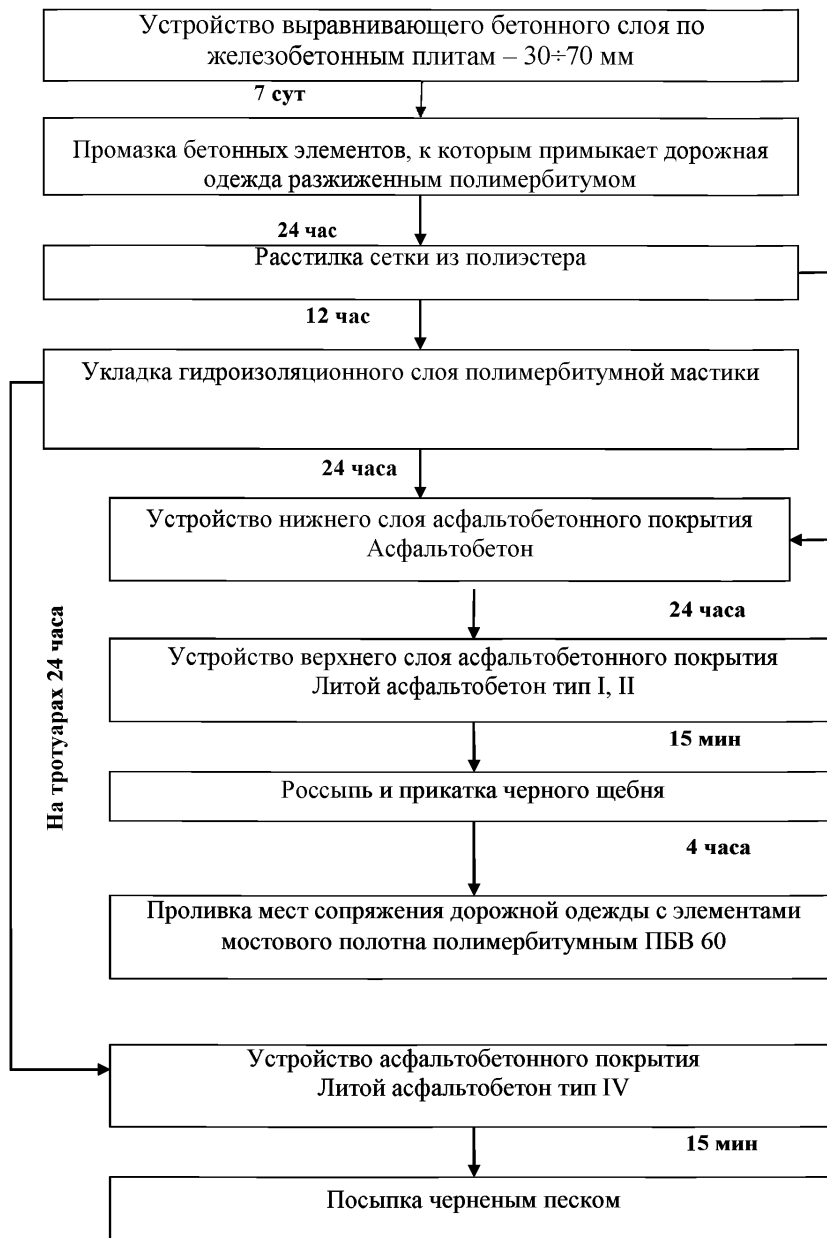 Устройство выравнивающего бетонного слоя по
железобетонным плитам – 30÷70 мм
7 сут
Промазка бетонных элементов, к которым примыкает дорожная
одежда разжиженным полимербитумом
24 час
Расстилка сетки из полиэстера
12 час
Укладка гидроизоляционного слоя полимербитумной мастики
24 часа
Устройство нижнего слоя асфальтобетонного покрытия
Асфальтобетон
24 часа
Устройство верхнего слоя асфальтобетонного покрытия
Литой асфальтобетон тип I, II
15 мин
Россыпь и прикатка черного щебня
4 часа
Проливка мест сопряжения дорожной одежды с элементами
мостового полотна полимербитумным ПБВ 60
На тротуарах 24 часа
Устройство асфальтобетонного покрытия
Литой асфальтобетон тип IV
15 мин
Посыпка черненым песком